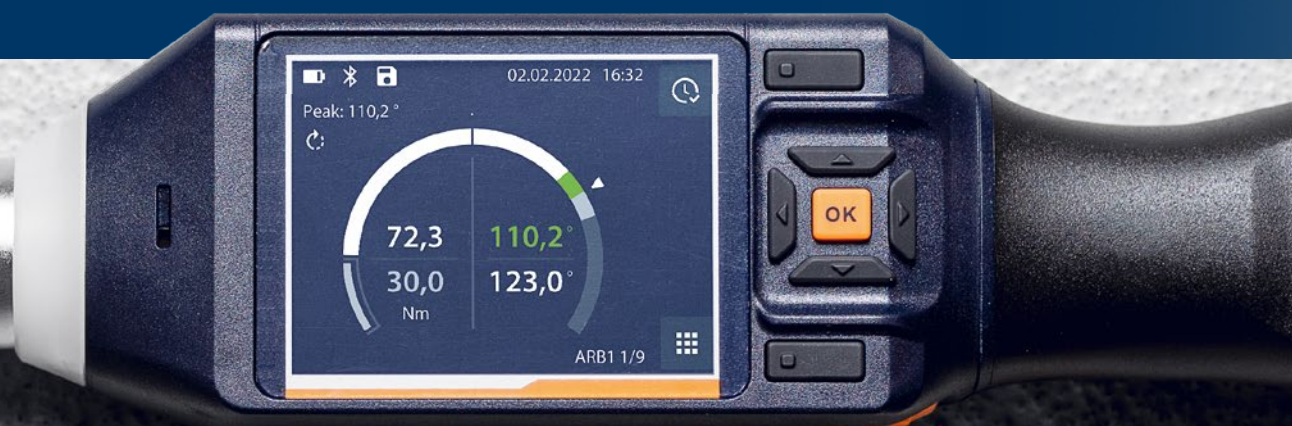 02.02.2022 16:32
Peak: 110,2 °
72,3 110,2°
30,0 123,0°
Nm
ARB1 1/9
OK